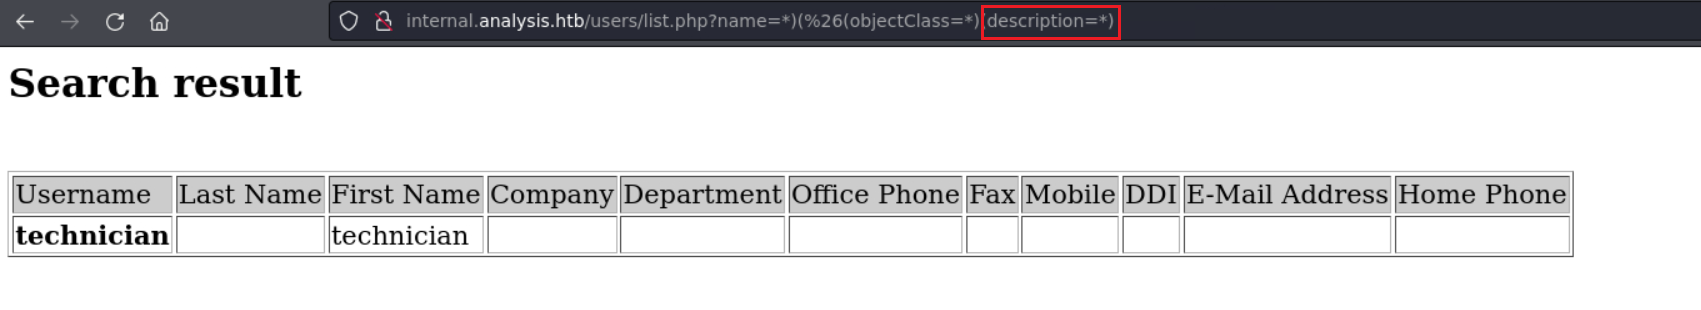 internal.analysis.htb/users/list.php?name=*)(%26(objectClass=*)(description=*)
Search result
Username Last Name First Name Company Department Office Phone Fax Mobile DDI E-Mail Address Home Phone
technician technician